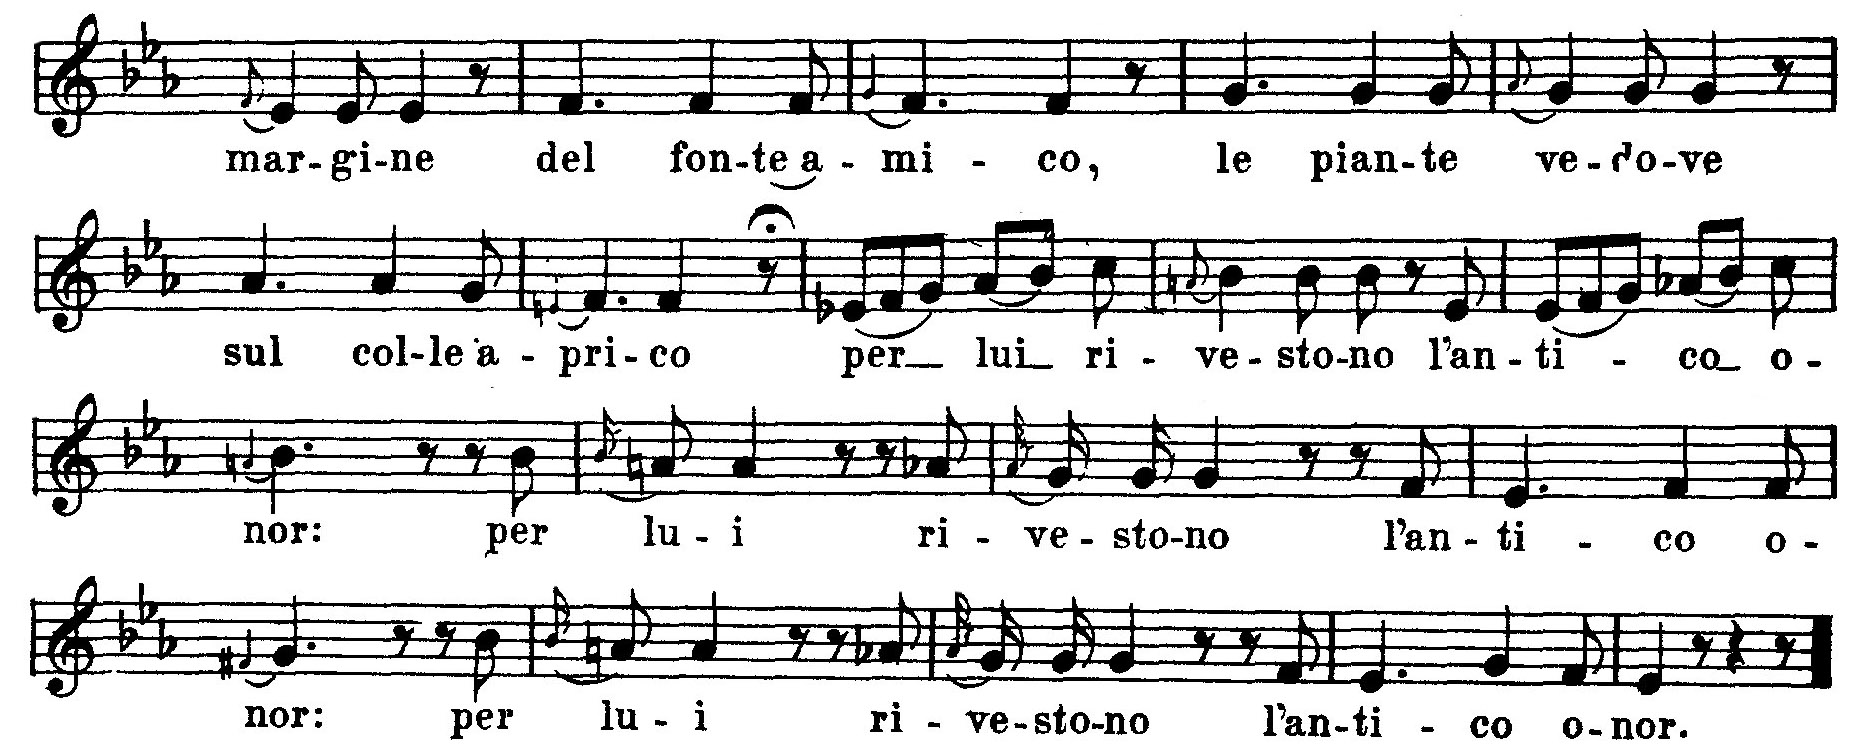 mar-gi-ne del fon-te a - mi - co, le pian-te ve-do-ve
sul col-le a - pri-co per lui ri - ve-sto-no l'an-ti - co o-
nor: per lu-i ri - ve-sto-no l'an-ti - co o-
nor: per lu-i ri - ve-sto-no l'an-ti - co o-nor.